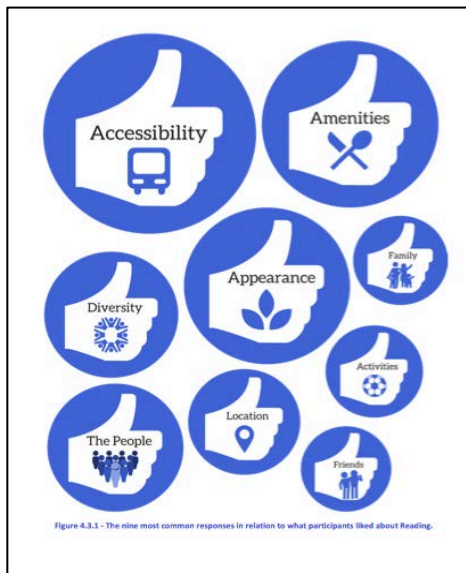 Accessibility
Amenities
Appearance
Family
Diversity
Activities
Location
The People
Friends
Figure 4.3.1 - The nine most common responses in relation to what participants liked about Reading.